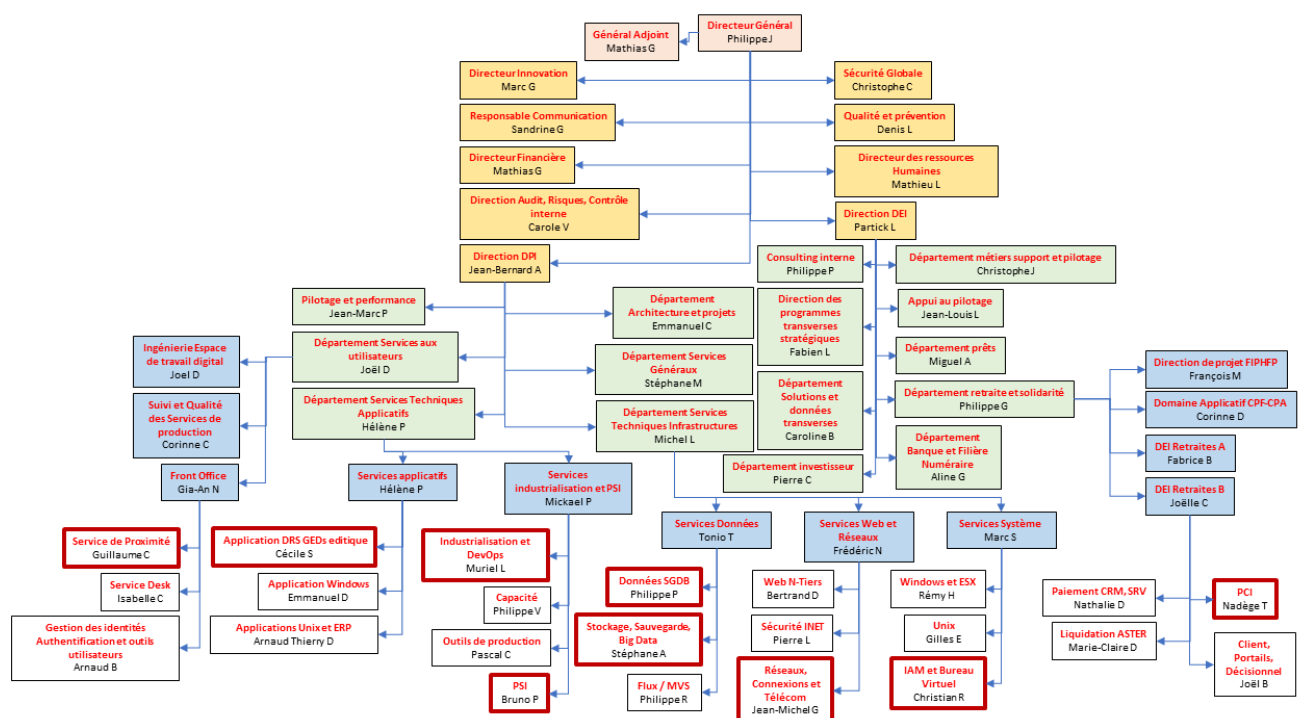 Directeur Général
Philippe J
Général Adjoint
Mathias G
Directeur Innovation
Marc G
Sécurité Globale
Christophe C
Responsable Communication
Sandrine G
Qualité et prévention
Denis L
Directeur Financière
Mathias G
Directeur des ressources
Humaines
Mathieu L
Direction Audit, Risques, Contrôle
interne
Carole V
Direction DEI
Partick L
Direction DPI
Jean-Bernard A
Consulting interne
Philippe P
Département métiers support et pilotage
Christophe J
Pilotage et performance
Jean-Marc P
Département
Architecture et projets
Emmanuel C
Direction des
programmes
transverses
stratégiques
Fabien L
Appui au pilotage
Jean-Louis L
Ingénierie Espace
de travail digital
Joel D
Département Services aux
utilisateurs
Joël D
Département Services
Généraux
Stéphane M
Département prêts
Miguel A
Direction de projet FIPHFP
François M
Suivi et Qualité
des Services de
production
Corinne C
Département Services Techniques
Applicatifs
Hélène P
Département Services
Techniques Infrastructures
Michel L
Département
Solutions et
données
transverses
Caroline B
Département retraite et solidarité
Philippe G
Domaine Applicatif CPF-CPA
Corinne D
Département
Banque et Filière
Numéraire
Aline G
DEI Retraites A
Fabrice B
Front Office
Gia-An N
Services applicatifs
Hélène P
Services
industrialisation et PSI
Mickael P
Département investisseur
Pierre C
DEI Retraites B
Joëlle C
Services Données
Tonio T
Services Web et
Réseaux
Frédéric N
Services Système
Marc S
Service de Proximité
Guillaume C
Application DRS GEDs editique
Cécile S
Industrialisation et
DevOps
Muriel L
Données SGDB
Philippe P
Web N-Tiers
Bertrand D
Windows et ESX
Rémy H
Paiement CRM, SRV
Nathalie D
PCI
Nadège T
Service Desk
Isabelle C
Application Windows
Emmanuel D
Capacité
Philippe V
Stockage, Sauvegarde,
Big Data
Stéphane A
Sécurité INET
Pierre L
Unix
Gilles E
Liquidation ASTER
Marie-Claire D
Client,
Portails,
Décisionnel
Joël B
Gestion des identités
Authentification et outils
utilisateurs
Arnaud B
Applications Unix et ERP
Arnaud Thierry D
Outils de production
Pascal C
PSI
Bruno P
Flux / MVS
Philippe R
Réseaux,
Connexions et
Télécom
Jean-Michel G
IAM et Bureau
Virtuel
Christian R